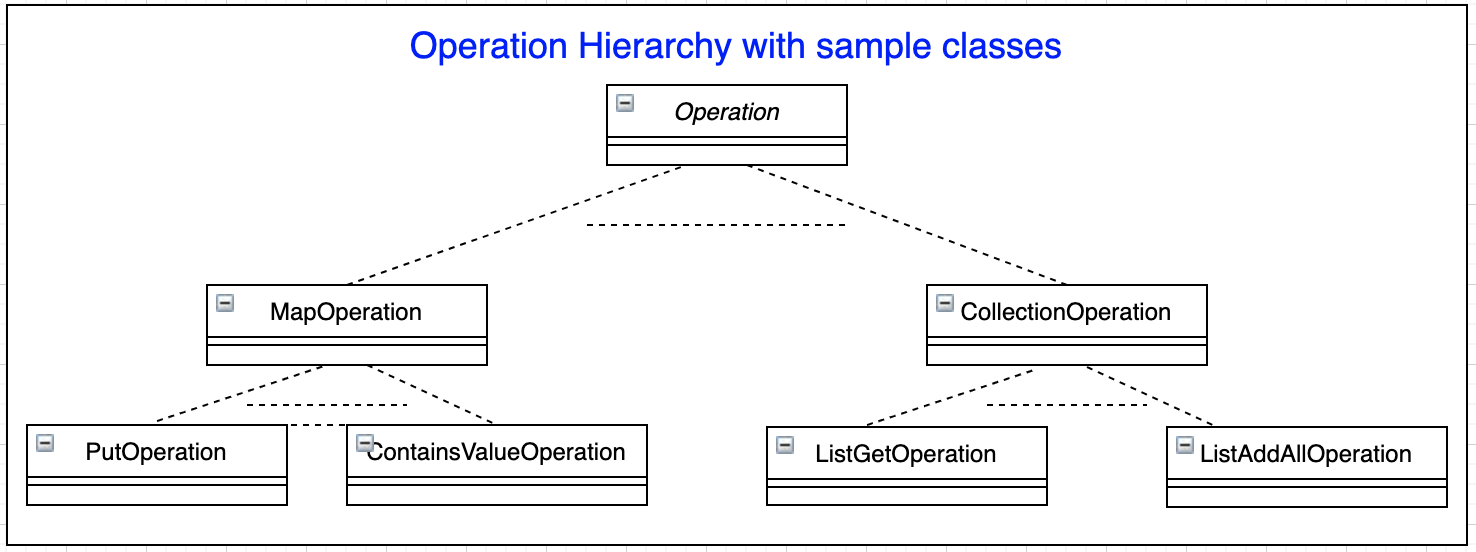 Operation Hierarchy with sample classes
Operation
MapOperation
CollectionOperation
PutOperation
ContainsValueOperation
ListGetOperation
ListAddAllOperation